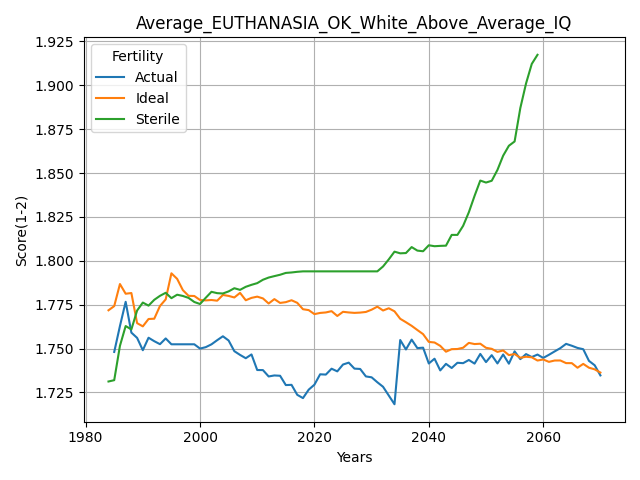 Average_EUTHANASIA_OK_White_Above_Average_IQ
Fertility
Actual
Ideal
Sterile
Score(1-2)
1.925
1.900
1.875
1.850
1.825
1.800
1.775
1.750
1.725
1980
2000
2020
2040
2060
Years